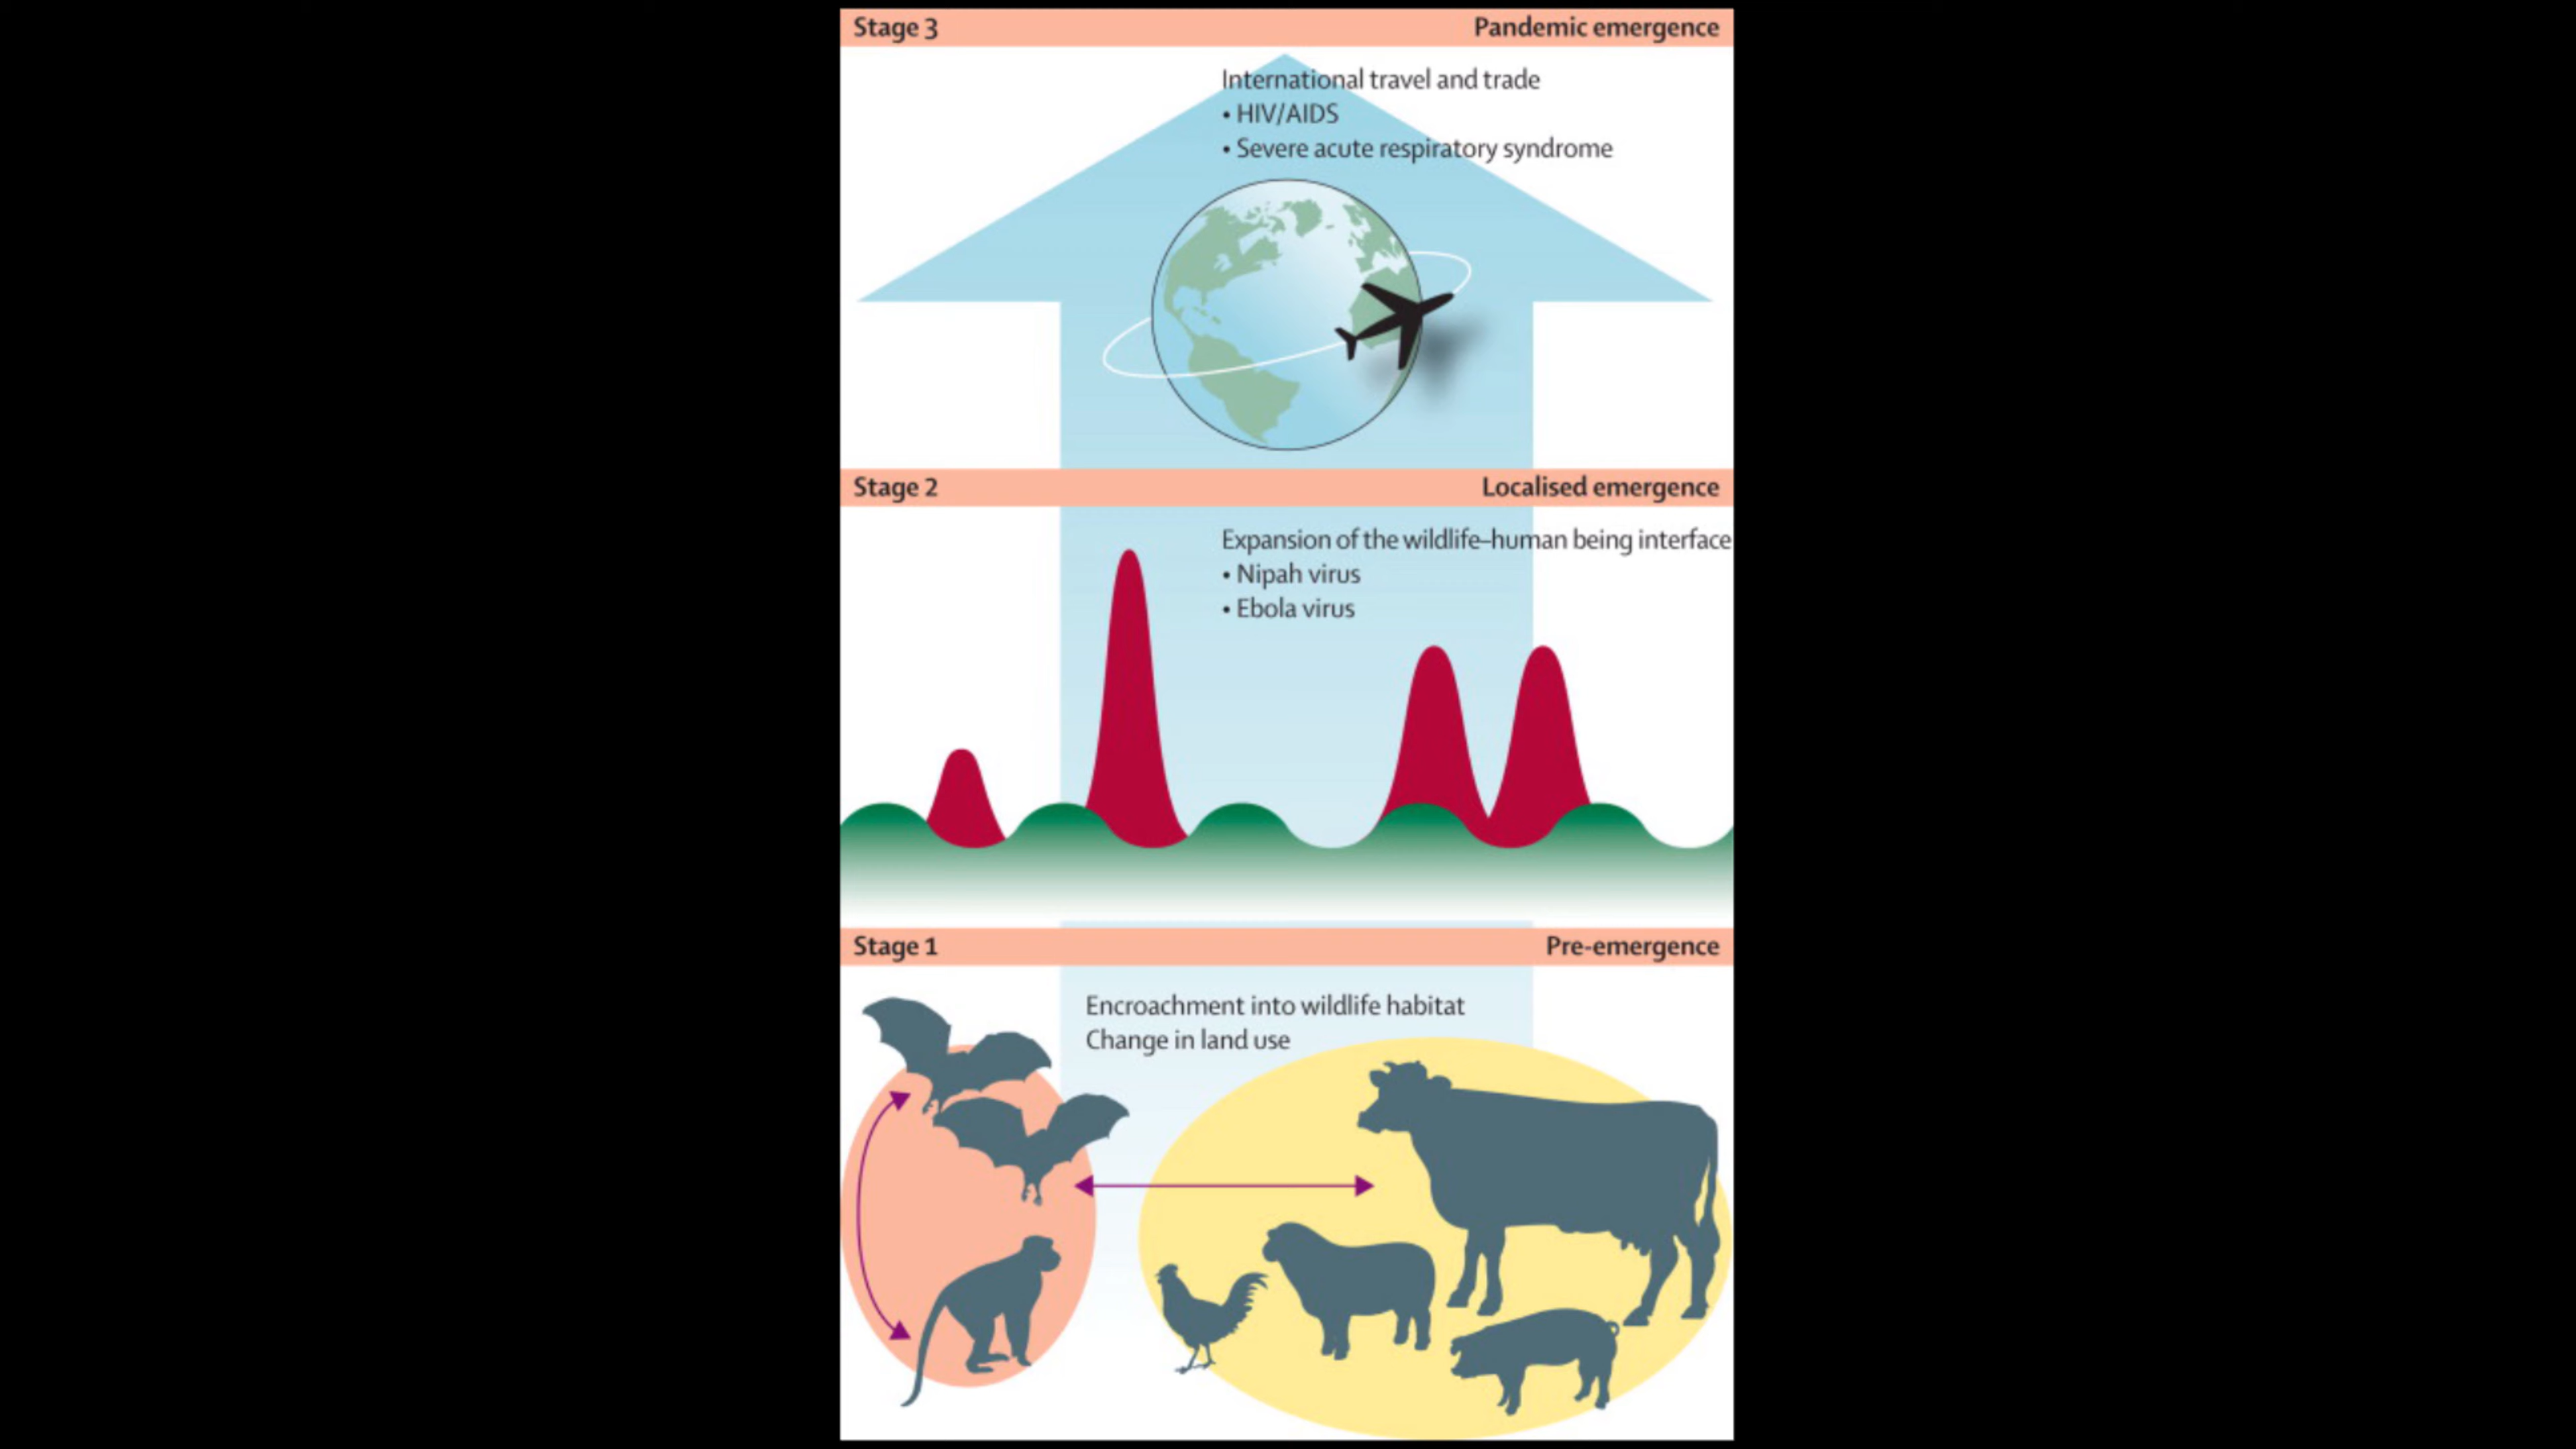 Stage 3 Pandemic emergence
International travel and trade
• HIV/AIDS
• Severe acute respiratory syndrome
Stage 2 Localised emergence
Expansion of the wildlife–human being interface
• Nipah virus
• Ebola virus
Stage 1 Pre-emergence
Encroachment into wildlife habitat
Change in land use